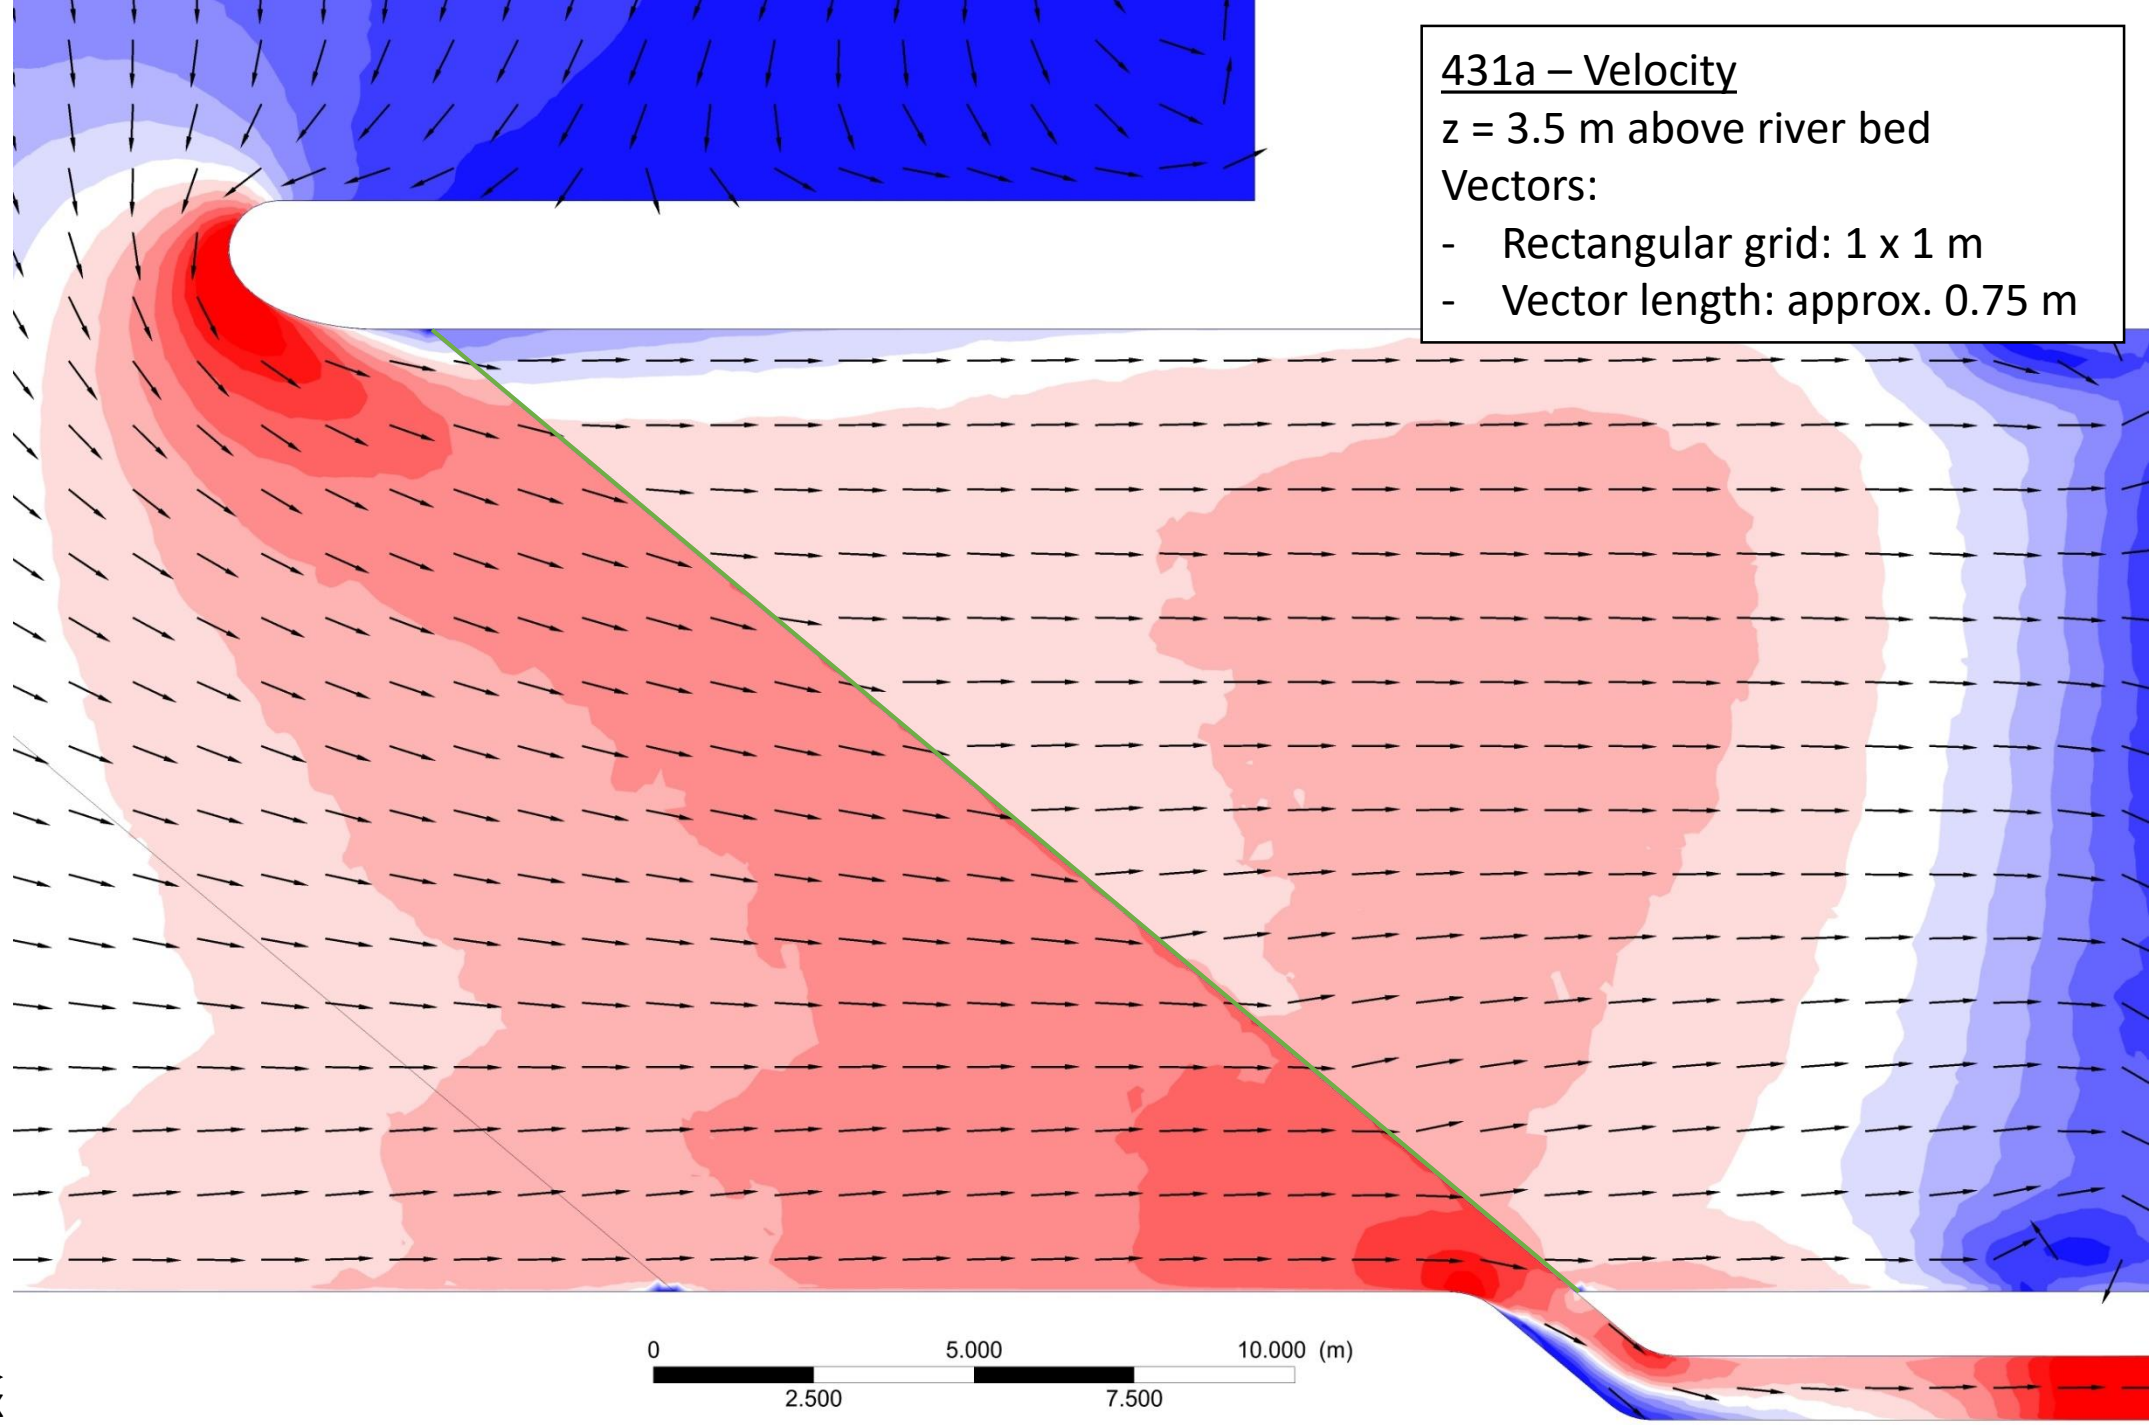 431a – Velocity
z = 3.5 m above river bed
Vectors:
- Rectangular grid: 1 x 1 m
- Vector length: approx. 0.75 m
0 5.000 10.000 (m)
2.500 7.500